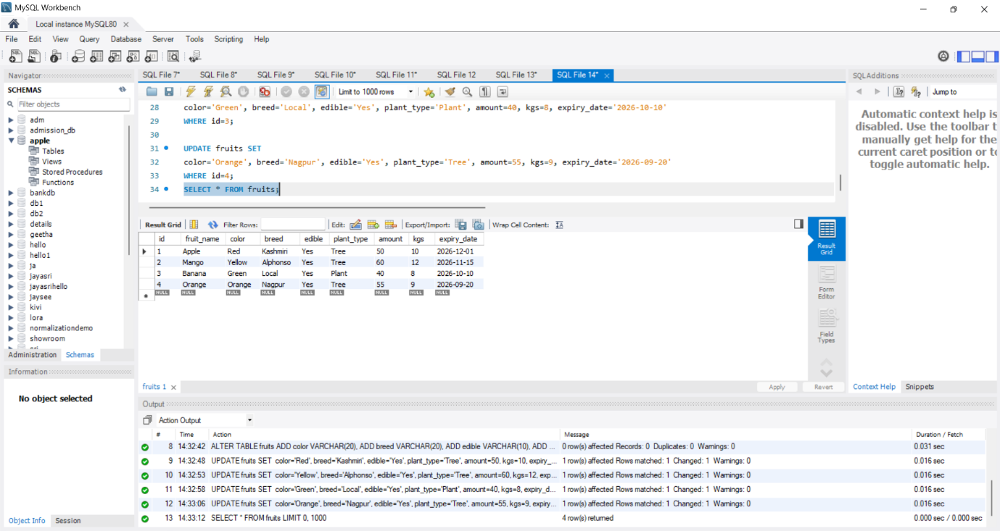 MySQL Workbench
Local instance MySQL80
File Edit View Query Database Server Tools Scripting Help
Navigator
SCHEMAS
Filter objects
adm
admission_db
apple
Tables
Views
Stored Procedures
Functions
bankdb
db1
db2
details
geetha
hello
hello1
ja
jayasri
jayasrihello
jaysee
kivi
lora
normalizationdemo
showroom
Administration Schemas
Information
No object selected
Object Info Session
SQL File 7* SQL File 8* SQL File 9* SQL File 10* SQL File 11* SQL File 12 SQL File 13* SQL File 14*
Limit to 1000 rows
28 color='Green', breed='Local', edible='Yes', plant_type='Plant', amount=40, kgs=8, expiry_date='2026-10-10'
29 WHERE id=3;
30
31 UPDATE fruits SET
32 color='Orange', breed='Nagpur', edible='Yes', plant_type='Tree', amount=55, kgs=9, expiry_date='2026-09-20'
33 WHERE id=4;
34 SELECT * FROM fruits;
Result Grid Filter Rows: Edit: Export/Import: Wrap Cell Content:
id fruit_name color breed edible plant_type amount kgs expiry_date
1 Apple Red Kashmiri Yes Tree 50 10 2026-12-01
2 Mango Yellow Alphonso Yes Tree 60 12 2026-11-15
3 Banana Green Local Yes Plant 40 8 2026-10-10
4 Orange Orange Nagpur Yes Tree 55 9 2026-09-20
NULL NULL NULL NULL NULL NULL NULL NULL NULL
Result
Grid
Form
Editor
Field
Types
fruits 1 Apply Revert
SQLAdditions
Jump to
Automatic context help is
disabled. Use the toolbar t
manually get help for the
current caret position or to
toggle automatic help.
Context Help Snippets
Output
Action Output
# Time Action Message Duration / Fetch
8 14:32:42 ALTER TABLE fruits ADD color VARCHAR(20), ADD breed VARCHAR(20), ADD edible VARCHAR(10), ADD ... 0 row(s) affected Records: 0 Duplicates: 0 Warnings: 0 0.031 sec
9 14:32:48 UPDATE fruits SET color='Red', breed='Kashmiri', edible='Yes', plant_type='Tree', amount=50, kgs=10, expiry_... 1 row(s) affected Rows matched: 1 Changed: 1 Warnings: 0 0.016 sec
10 14:32:53 UPDATE fruits SET color='Yellow', breed='Alphonso', edible='Yes', plant_type='Tree', amount=60, kgs=12, exp... 1 row(s) affected Rows matched: 1 Changed: 1 Warnings: 0 0.016 sec
11 14:32:58 UPDATE fruits SET color='Green', breed='Local', edible='Yes', plant_type='Plant', amount=40, kgs=8, expiry_d... 1 row(s) affected Rows matched: 1 Changed: 1 Warnings: 0 0.016 sec
12 14:33:06 UPDATE fruits SET color='Orange', breed='Nagpur', edible='Yes', plant_type='Tree', amount=55, kgs=9, expiry... 1 row(s) affected Rows matched: 1 Changed: 1 Warnings: 0 0.016 sec
13 14:33:12 SELECT * FROM fruits LIMIT 0, 1000 4 row(s) returned 0.000 sec / 0.000 sec